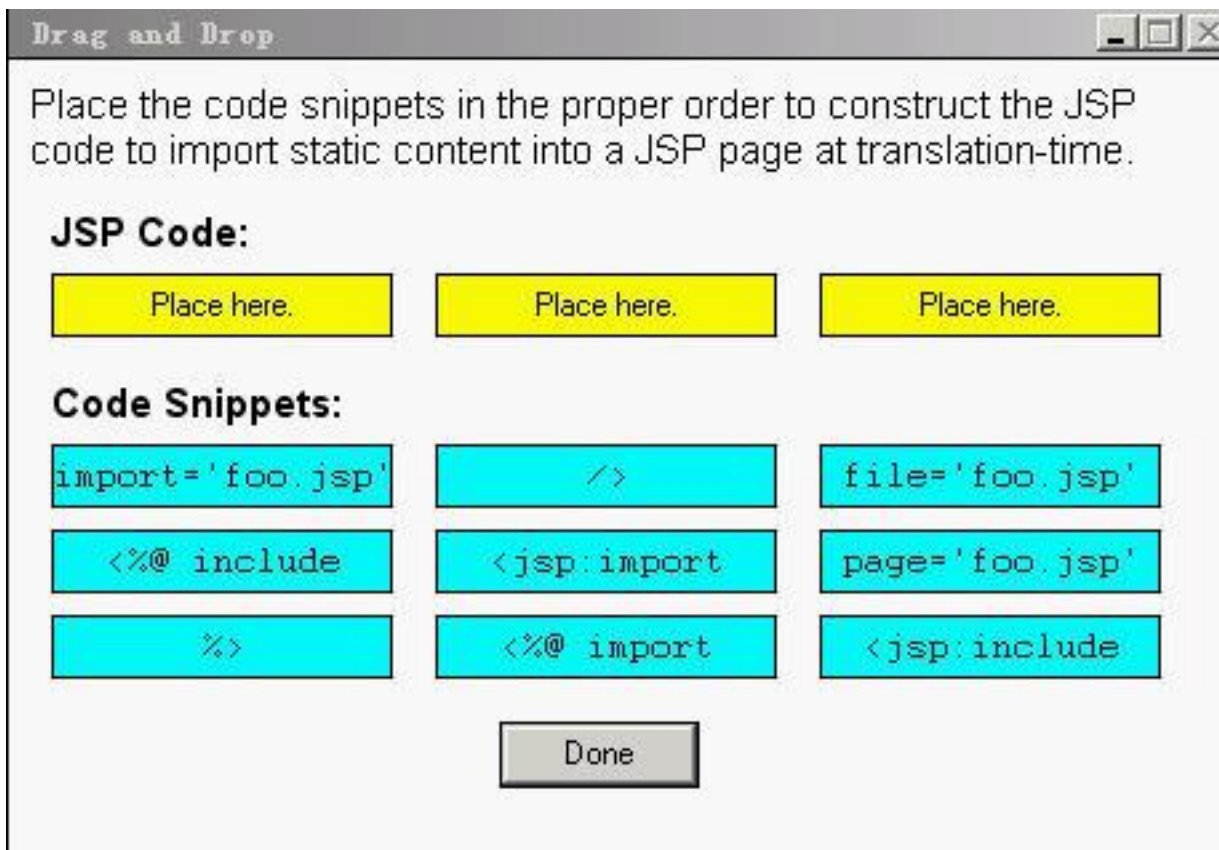 Drag and Drop
Place the code snippets in the proper order to construct the JSP
code to import static content into a JSP page at translation-time.
JSP Code:
Place here. Place here. Place here.
Code Snippets:
import='foo.jsp' /> file='foo.jsp'
<%@ include <jsp:import page='foo.jsp'
%> <%@ import <jsp:include
Done